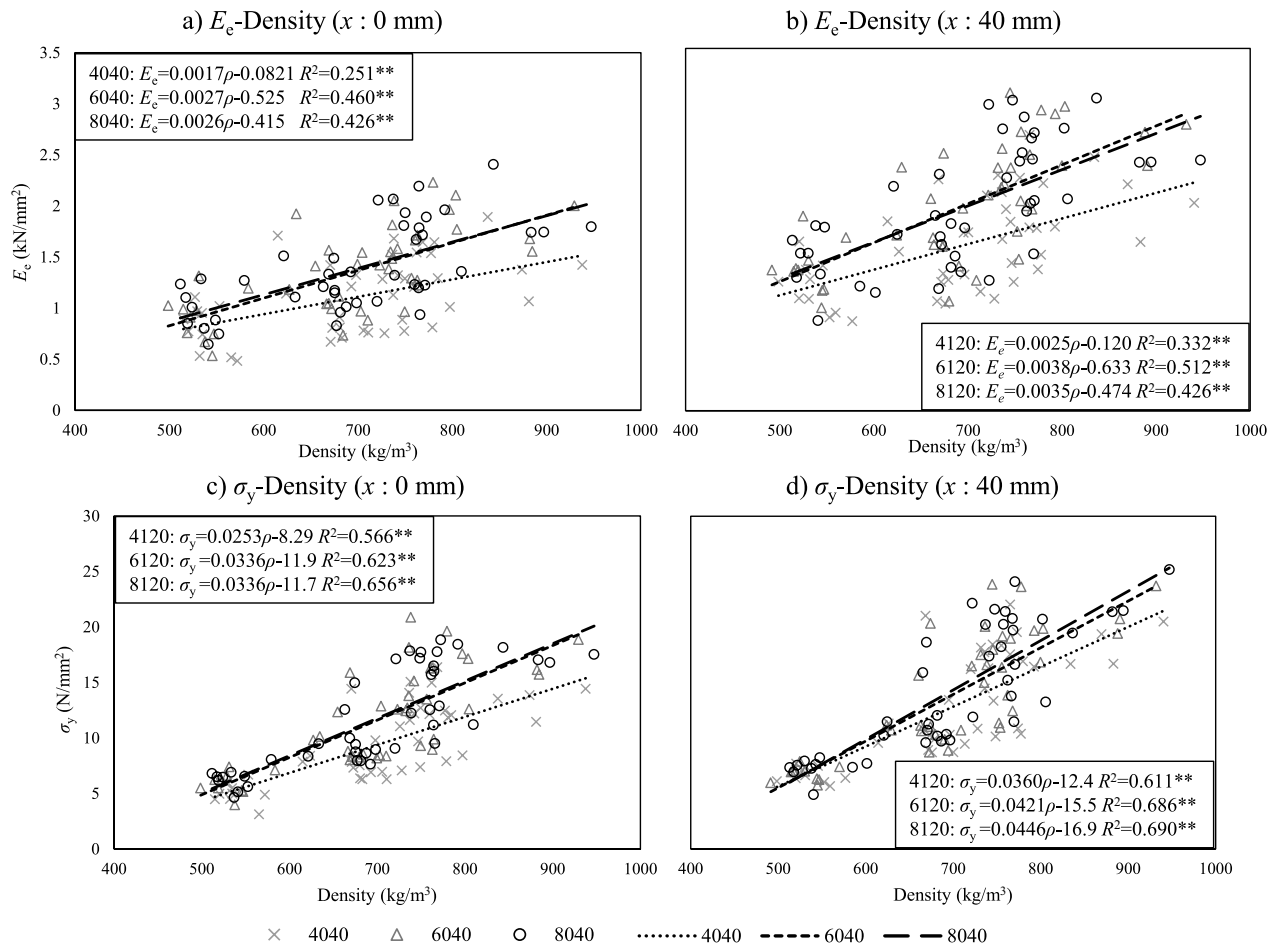 a) Ee-Density (x : 0 mm)
b) Ee-Density (x : 40 mm)
3.5
3
2.5
2
1.5
1
0.5
0
Ee (kN/mm²)
4040: Ee=0.0017ρ-0.0821 R²=0.251**
6040: Ee=0.0027ρ-0.525 R²=0.460**
8040: Ee=0.0026ρ-0.415 R²=0.426**
400 500 600 700 800 900 1000
Density (kg/m³)
4120: Ee=0.0025ρ-0.120 R²=0.332**
6120: Ee=0.0038ρ-0.633 R²=0.512**
8120: Ee=0.0035ρ-0.474 R²=0.426**
400 500 600 700 800 900 1000
Density (kg/m³)
c) σy-Density (x : 0 mm)
d) σy-Density (x : 40 mm)
30
25
20
15
10
5
0
σy (N/mm²)
4120: σy=0.0253ρ-8.29 R²=0.566**
6120: σy=0.0336ρ-11.9 R²=0.623**
8120: σy=0.0336ρ-11.7 R²=0.656**
400 500 600 700 800 900 1000
Density (kg/m³)
4120: σy=0.0360ρ-12.4 R²=0.611**
6120: σy=0.0421ρ-15.5 R²=0.686**
8120: σy=0.0446ρ-16.9 R²=0.690**
400 500 600 700 800 900 1000
Density (kg/m³)
4040 6040 8040 4040 6040 8040